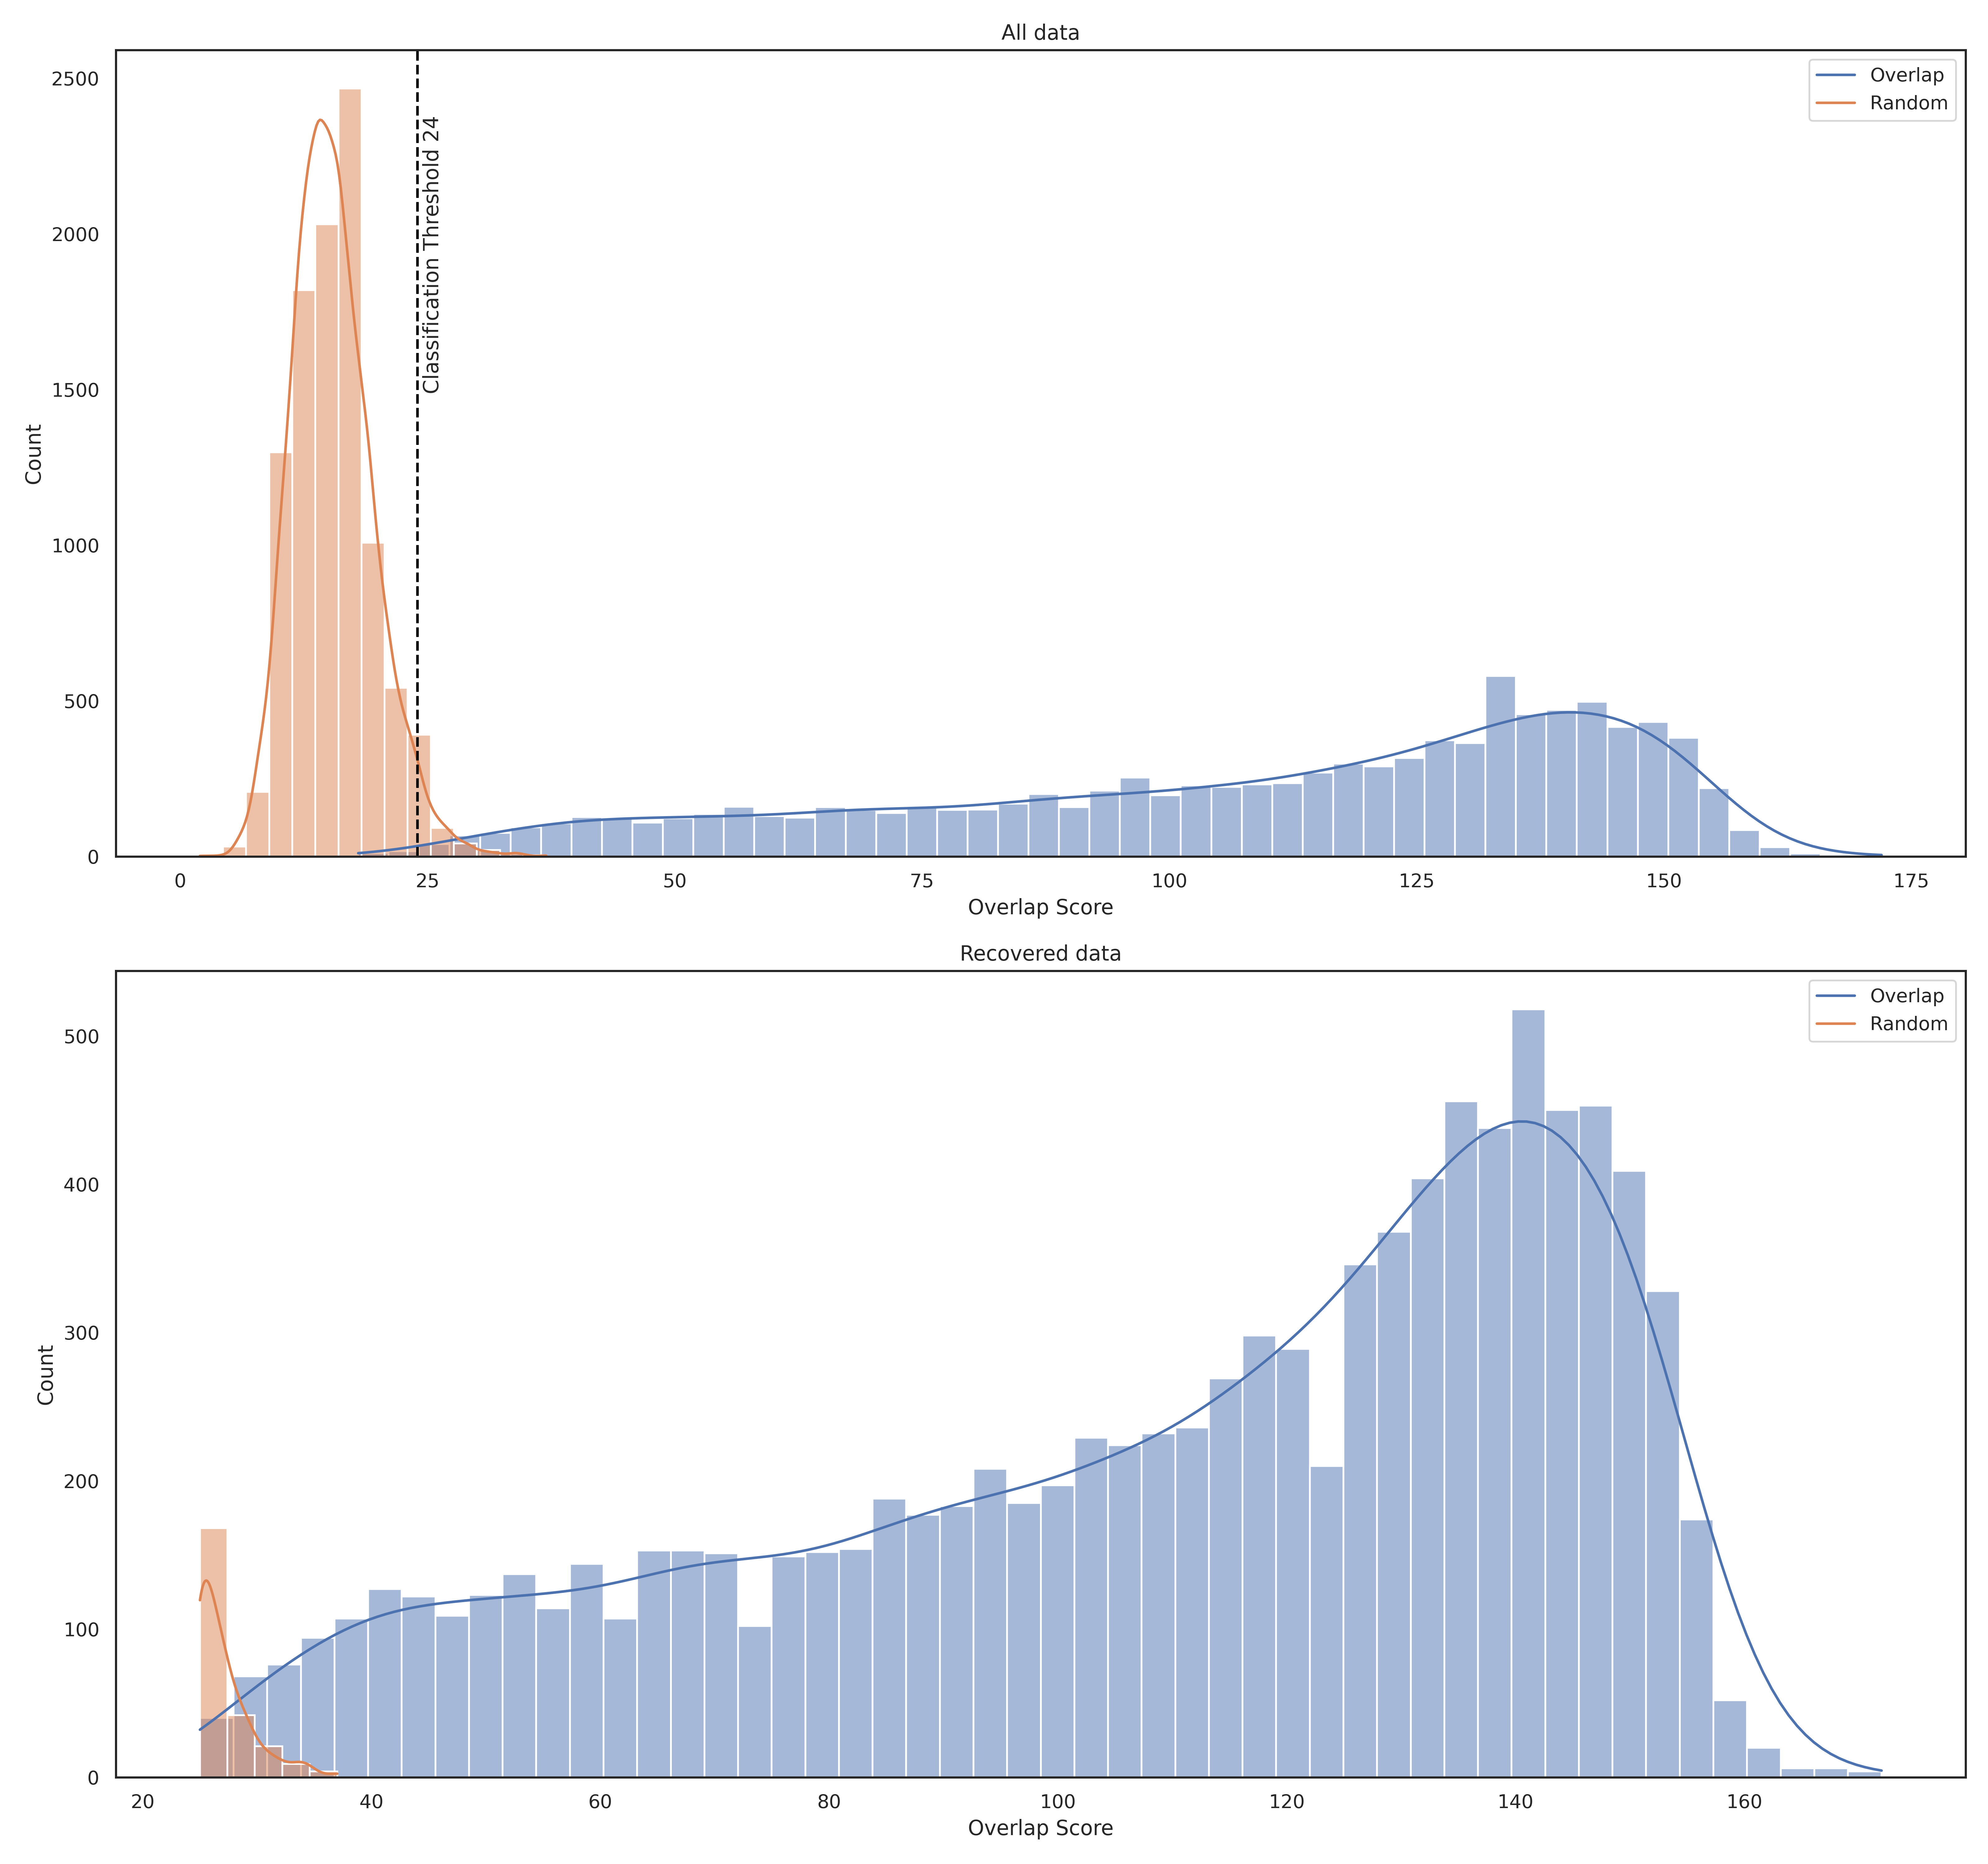 All data
2500
2000
1500
1000
500
0
Count
Classification Threshold 24
Overlap
Random
0 25 50 75 100 125 150 175
Overlap Score
Recovered data
500
400
300
200
100
0
Count
Overlap
Random
20 40 60 80 100 120 140 160
Overlap Score